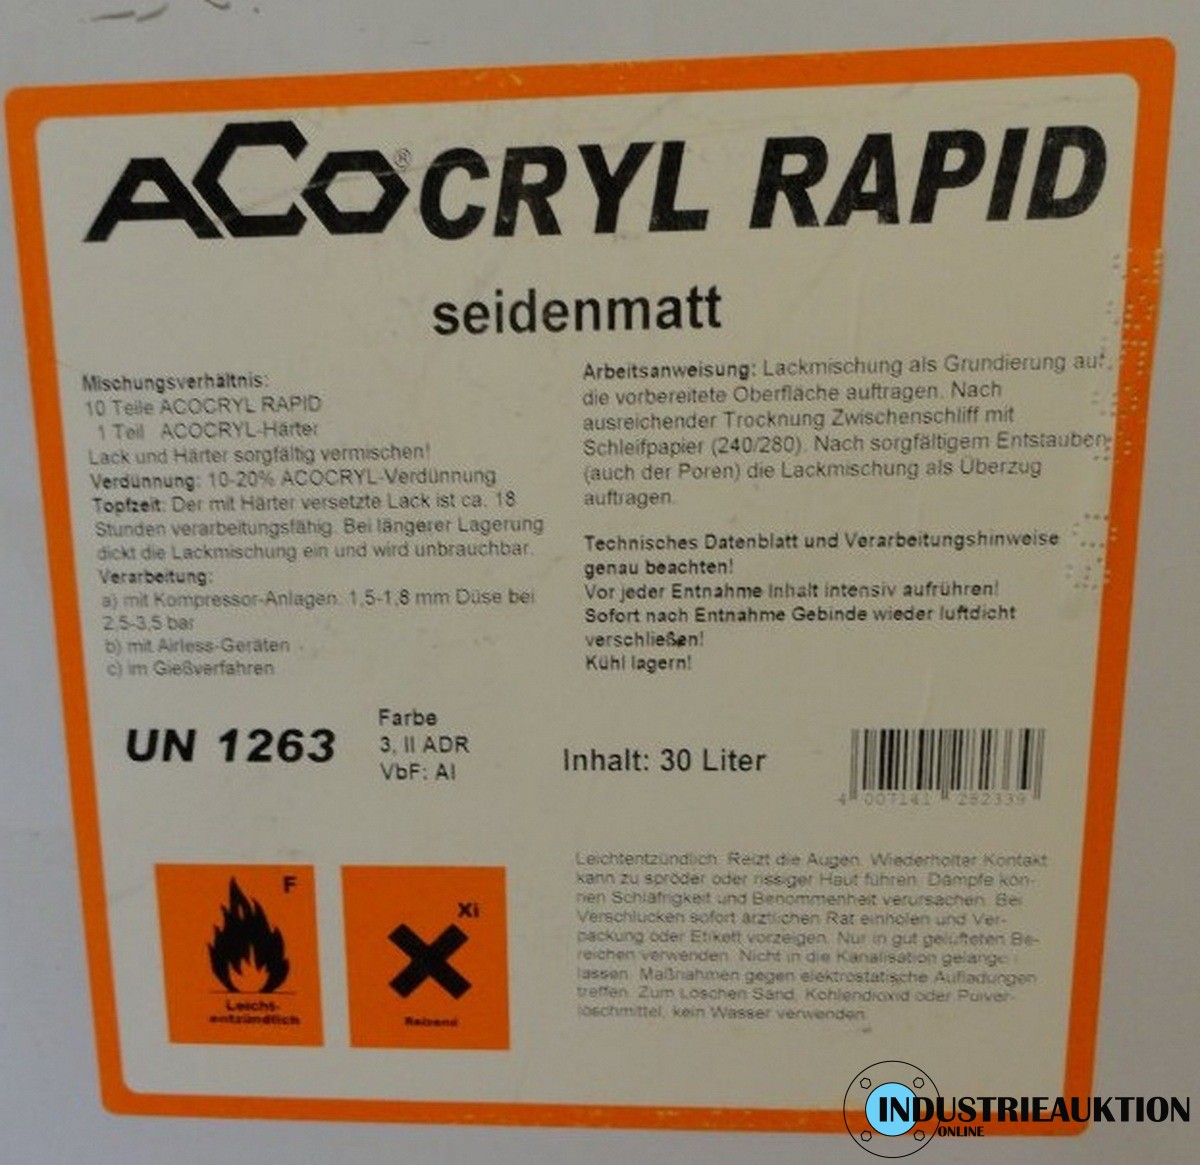 ACO®CRYL RAPID
seidenmatt
Mischungsverhältnis:
10 Teile ACOCRYL RAPID
1 Teil ACOCRYL-Härter
Lack und Härter sorgfältig vermischen!
Verdünnung: 10-20% ACOCRYL-Verdünnung
Topfzeit: Der mit Härter versetzte Lack ist ca. 18
Stunden verarbeitungsfähig. Bei längerer Lagerung
dickt die Lackmischung ein und wird unbrauchbar.
Verarbeitung:
a) mit Kompressor-Anlagen: 1,5-1,8 mm Düse bei
2,5-3,5 bar
b) mit Airless-Geräten
c) im Gießverfahren
Arbeitsanweisung: Lackmischung als Grundierung auf
die vorbereitete Oberfläche auftragen. Nach
ausreichender Trocknung Zwischenschliff mit
Schleifpapier (240/280). Nach sorgfältigem Entstauben
(auch der Poren) die Lackmischung als Überzug
auftragen.
Technisches Datenblatt und Verarbeitungshinweise
genau beachten!
Vor jeder Entnahme Inhalt intensiv aufrühren!
Sofort nach Entnahme Gebinde wieder luftdicht
verschließen!
Kühl lagern!
UN 1263
Farbe
3, II ADR
VbF: AI
Inhalt: 30 Liter
4 007141 282339
F
Leicht-
entzündlich
Xi
Reizend
Leichtentzündlich. Reizt die Augen. Wiederholter Kontakt
kann zu spröder oder rissiger Haut führen. Dämpfe kön-
nen Schläfrigkeit und Benommenheit verursachen. Bei
Verschlucken sofort ärztlichen Rat einholen und Ver-
packung oder Etikett vorzeigen. Nur in gut gelüfteten Be-
reichen verwenden. Nicht in die Kanalisation gelange
lassen. Maßnahmen gegen elektrostatische Aufladungen
treffen. Zum Löschen Sand, Kohlendioxid oder Pulver-
löschmittel, kein Wasser verwenden.
INDUSTRIEAUKTION
ONLINE